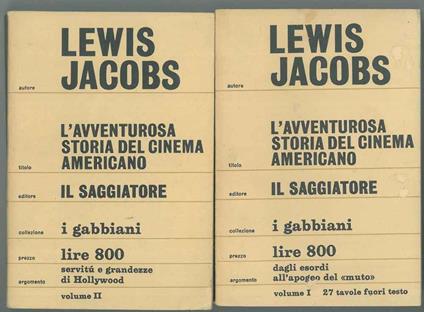 LEWIS
JACOBS
autore
L'AVVENTUROSA
STORIA DEL CINEMA
AMERICANO
titolo
editore IL SAGGIATORE
collezione i gabbiani
prezzo lire 800
servitú e grandezze
argomento di Hollywood
volume II
LEWIS
JACOBS
autore
L'AVVENTUROSA
STORIA DEL CINEMA
AMERICANO
titolo
editore IL SAGGIATORE
collezione i gabbiani
prezzo lire 800
dagli esordi
argomento all'apogeo del «muto»
volume I 27 tavole fuori testo